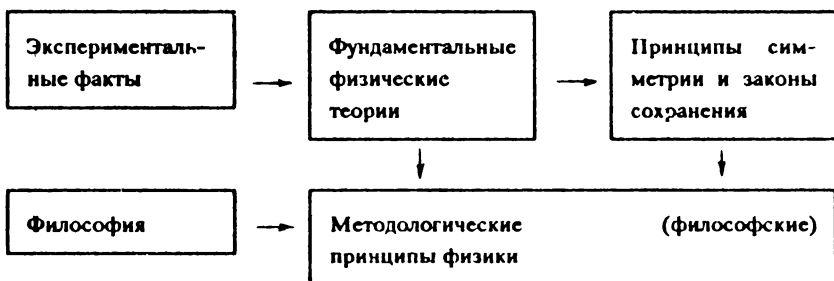 Эксперименталь-
ные факты
Фундаментальные
физические
теории
Принципы сим-
метрии и законы
сохранения
Философия
Методологические (философские)
принципы физики